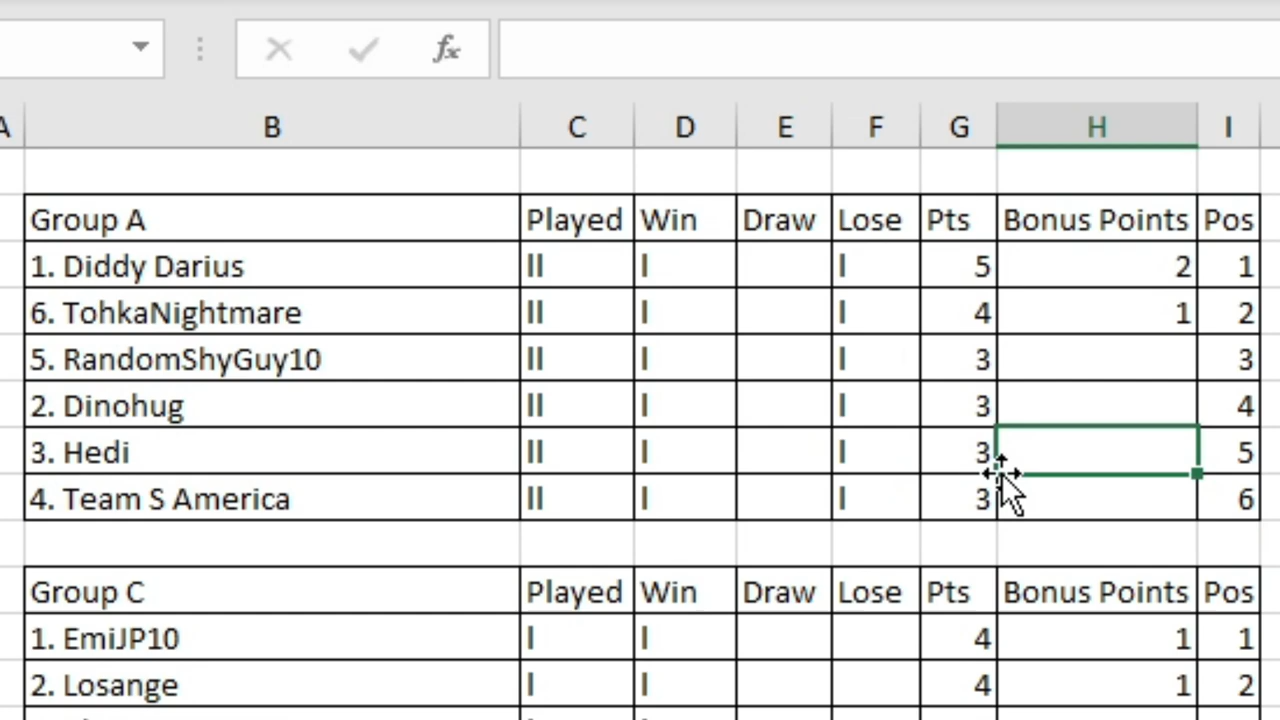 fx
A B C D E F G H I
Group A Played Win Draw Lose Pts Bonus Points Pos
1. Diddy Darius II I I 5 2 1
6. TohkaNightmare II I I 4 1 2
5. RandomShyGuy10 II I I 3 3
2. Dinohug II I I 3 4
3. Hedi II I I 3 5
4. Team S America II I I 3 6
Group C Played Win Draw Lose Pts Bonus Points Pos
1. EmiJP10 I I 4 1 1
2. Losange I I 4 1 2